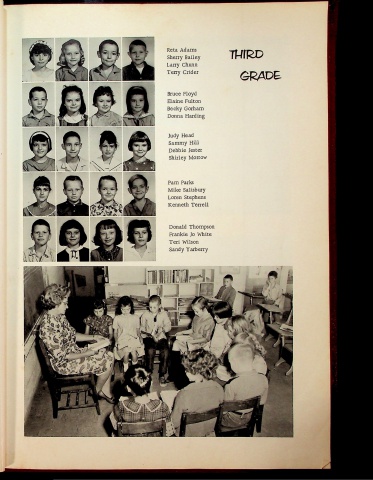 THIRD
GRADE
Reta Adams
Sherry Bailey
Larry Chunn
Terry Crider
Bruce Floyd
Elaine Fulton
Becky Gorham
Donna Harding
Judy Head
Sammy Hill
Debbie Jester
Shirley Morrow
Pam Parks
Mike Salisbury
Loren Stephens
Kenneth Terrell
Donald Thompson
Frankie Jo White
Teri Wilson
Sandy Yarberry